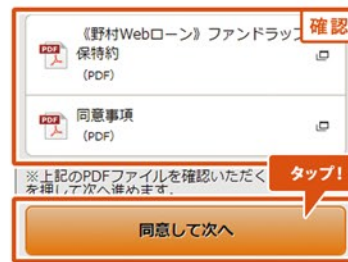 《野村Webローン》ファンドラップ
確認
保特約
PDF
(PDF)
同意事項
PDF
(PDF)
※上記のPDFファイルを確認いただく
タップ!
を押して次へ進めます。
同意して次へ